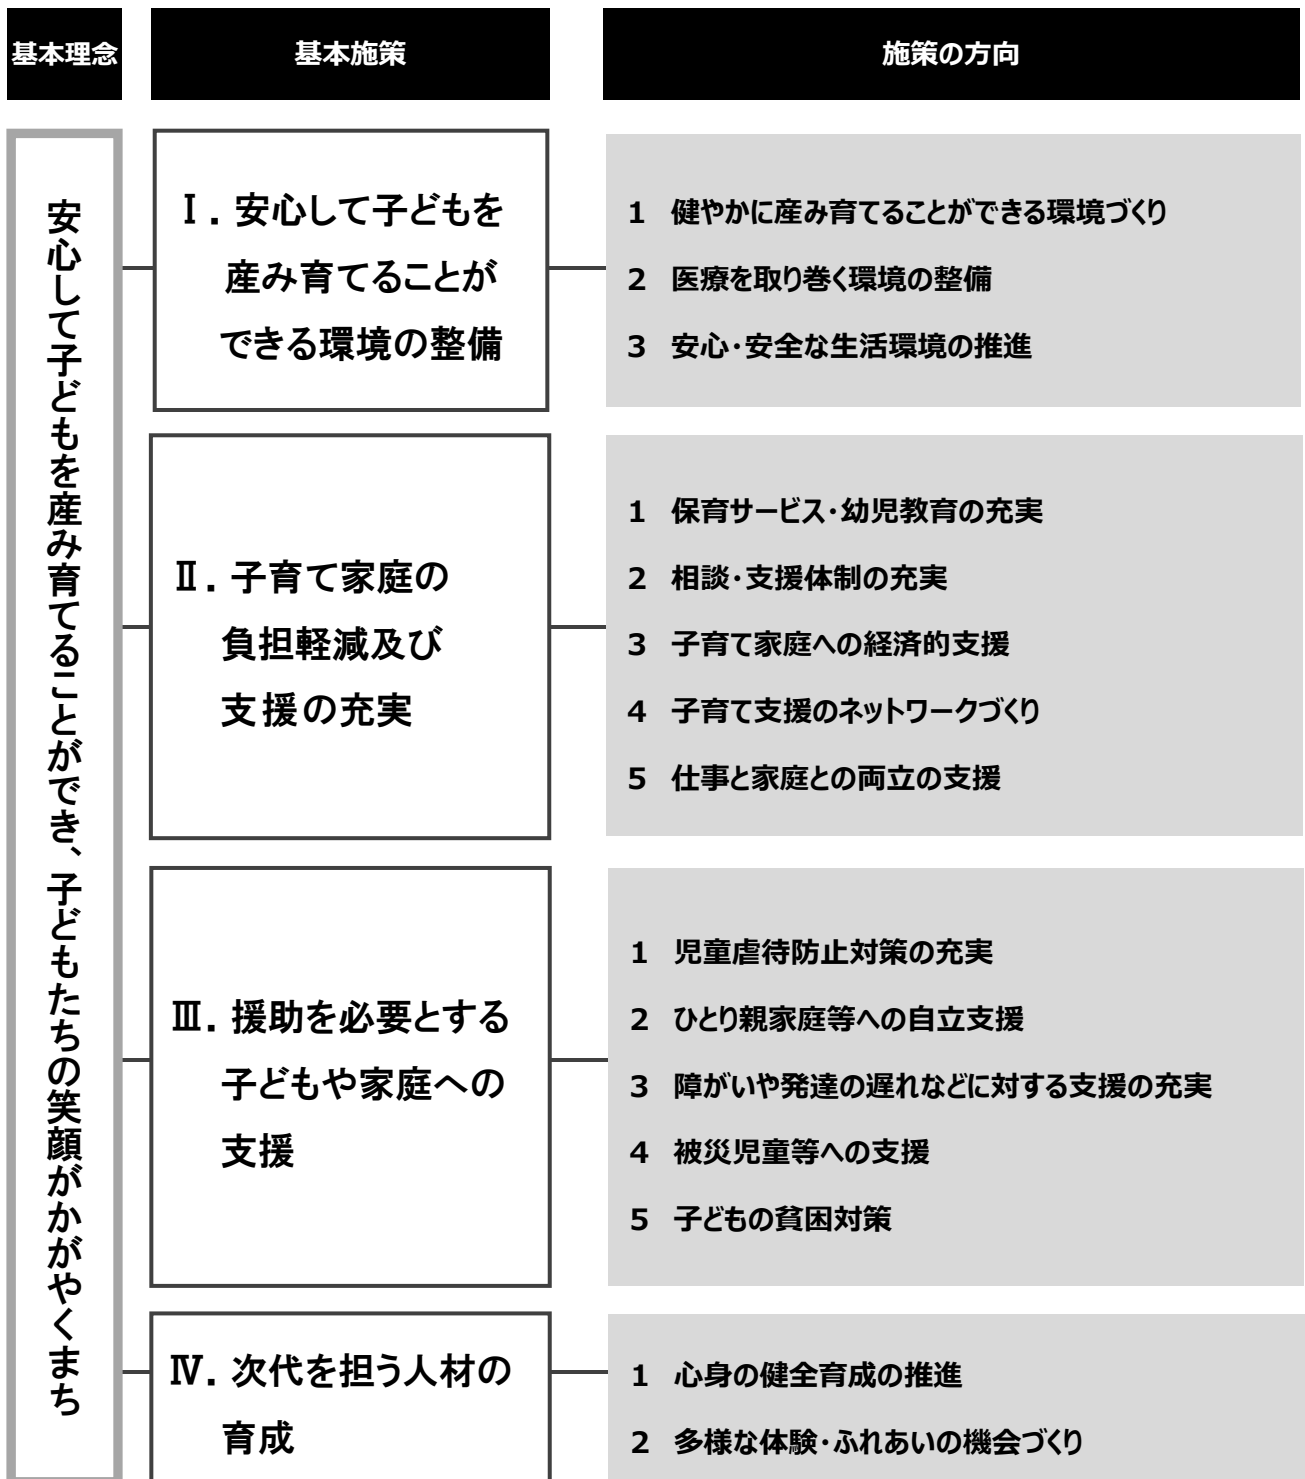 基本理念
基本施策
施策の方向
安心して子どもを産み育てることができ、子どもたちの笑顔がかがやくまち
Ⅰ．安心して子どもを
産み育てることが
できる環境の整備
1 健やかに産み育てることができる環境づくり
2 医療を取り巻く環境の整備
3 安心・安全な生活環境の推進
Ⅱ．子育て家庭の
負担軽減及び
支援の充実
1 保育サービス・幼児教育の充実
2 相談・支援体制の充実
3 子育て家庭への経済的支援
4 子育て支援のネットワークづくり
5 仕事と家庭との両立の支援
Ⅲ．援助を必要とする
子どもや家庭への
支援
1 児童虐待防止対策の充実
2 ひとり親家庭等への自立支援
3 障がいや発達の遅れなどに対する支援の充実
4 被災児童等への支援
5 子どもの貧困対策
Ⅳ．次代を担う人材の
育成
1 心身の健全育成の推進
2 多様な体験・ふれあいの機会づくり